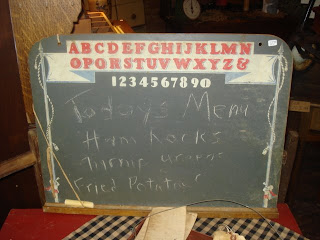 ABCDEFGHIJKLMN
OPQRSTUVWXYZ&
1234567890
Todays Menu
Ham hocks
Turnip Greens
Fried Potatoes